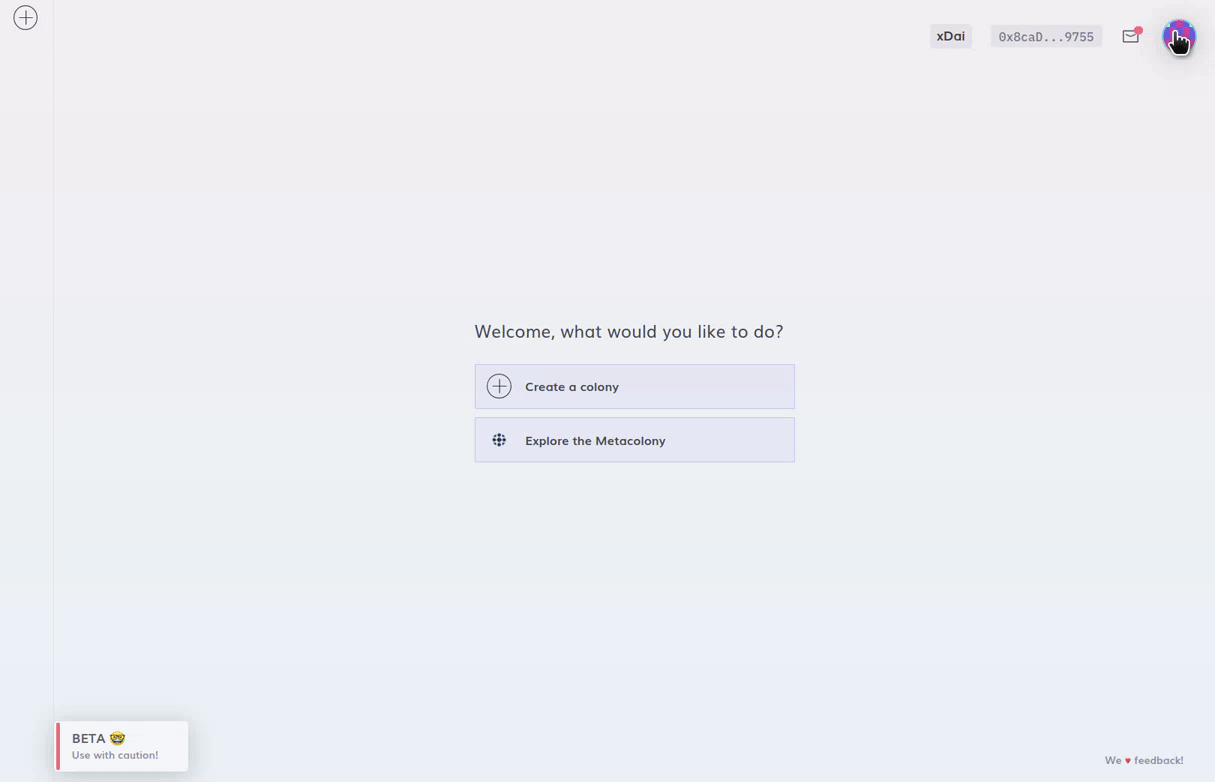 xDai
0x8caD...9755
Welcome, what would you like to do?
Create a colony
Explore the Metacolony
BETA 🤓
Use with caution!
We ♥ feedback!